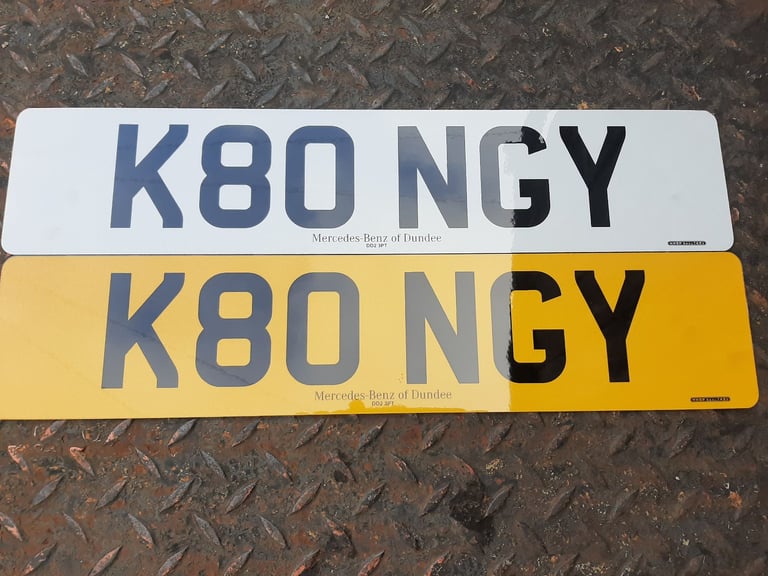 K80 NGY
Mercedes-Benz of Dundee
DD2 3PT
K80 NGY
Mercedes-Benz of Dundee
DD2 3PT